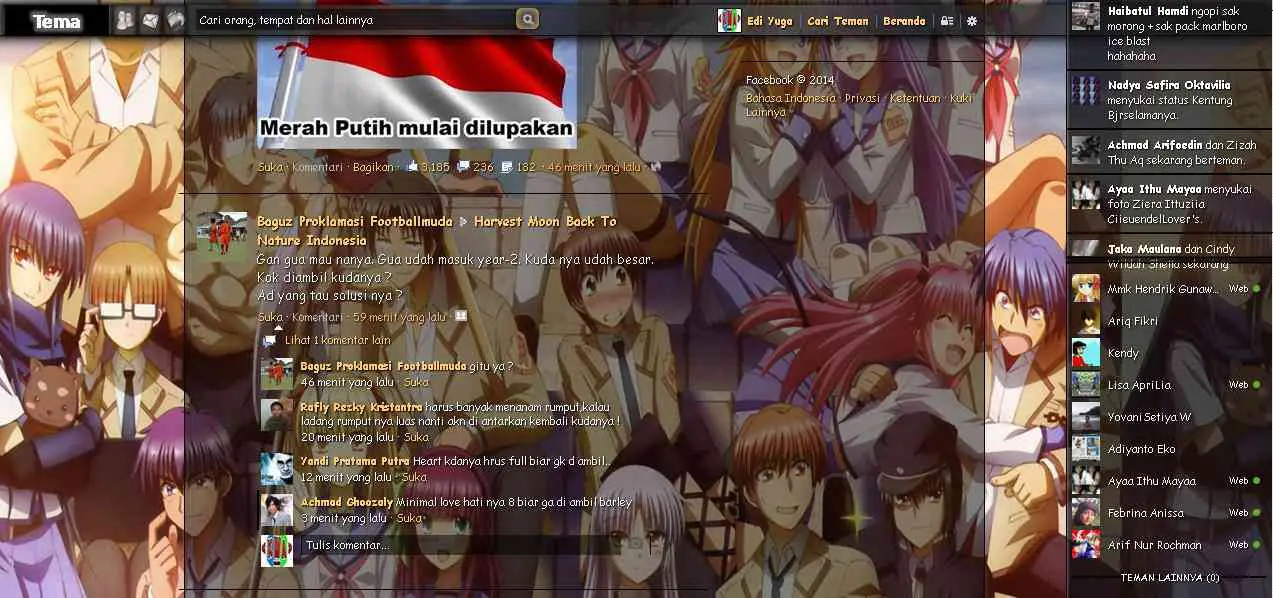 Tema
Cari orang, tempat dan hal lainnya
Edi Yuga
Cari Teman
Beranda
Merah Putih mulai dilupakan
Suka · Komentari · Bagikan · 3,185 236 182 · 46 menit yang lalu ·
Baguz Proklamasi Footballmuda ▹ Harvest Moon Back To
Nature Indonesia
Gan gua mau nanya. Gua udah masuk year-2. Kuda nya udah besar.
Kok diambil kudanya ?
Ad yang tau solusi nya ?
Suka · Komentari · 59 menit yang lalu ·
Lihat 1 komentar lain
Baguz Proklamasi Footballmuda gitu ya ?
46 menit yang lalu · Suka
Rafly Rezky Kristantra harus banyak menanam rumput,kalau
ladang rumput nya luas nanti akn di antarkan kembali kudanya !
20 menit yang lalu · Suka
Yandi Pratama Putra Heart kdanya hrus full biar gk d ambil..
12 menit yang lalu · Suka
Achmad Ghoozaly Minimal love hati nya 8 biar ga di ambil barley
3 menit yang lalu · Suka
Tulis komentar...
Facebook © 2014
Bahasa Indonesia · Privasi · Ketentuan · Kuki ·
Lainnya
Haibatul Hamdi ngopi sak
morong + sak pack marlboro
ice blast
hahahaha
Nadya Safira Oktavilia
menyukai status Kentung
Bjrselamanya.
Achmad Arifoedin dan Zizah
Thu Aq sekarang berteman.
Ayaa Ithu Mayaa menyukai
foto Ziera Ittuziia
CiieuendelLover's.
Jaka Maulana dan Cindy
Wilidah Sheila sekarang
Mmk Hendrik Gunaw... Web
Ariq Fikri
Kendy
Lisa ApriLia Web
Yovani Setiya W
Adiyanto Eko
Ayaa Ithu Mayaa Web
Febrina Anissa Web
Arif Nur Rochman Web
TEMAN LAINNYA (0)